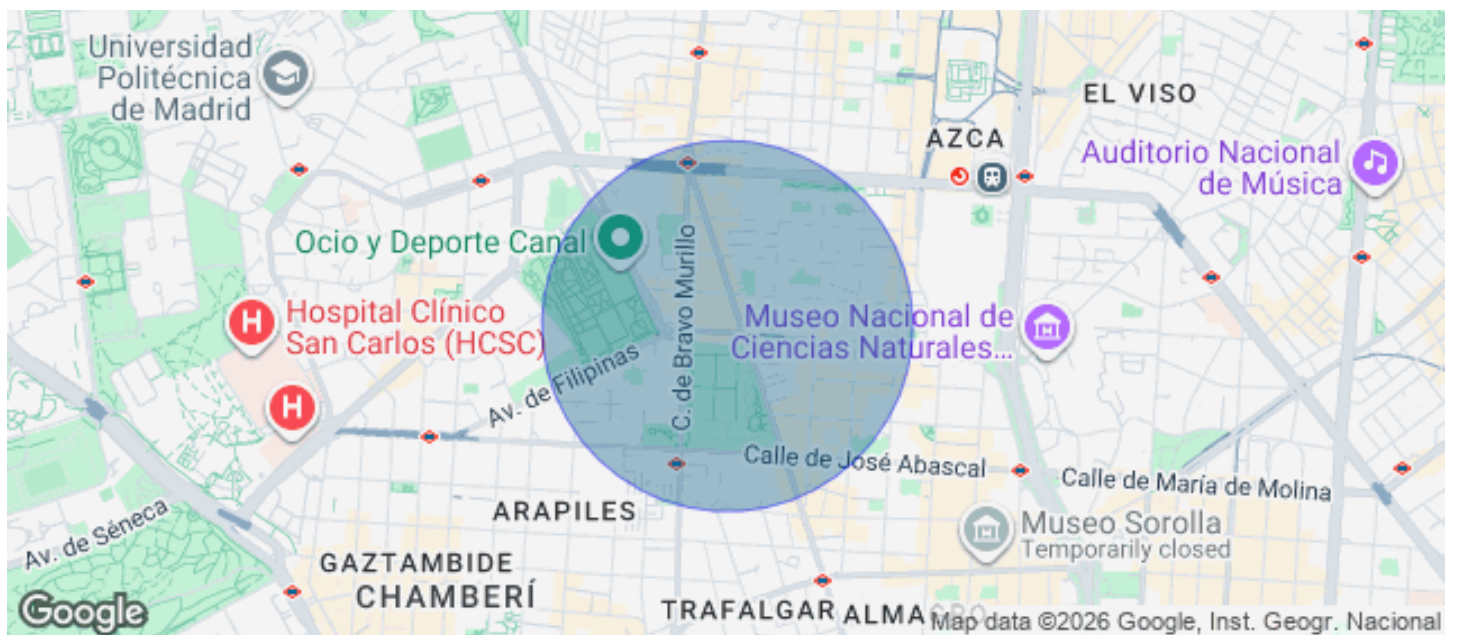 Universidad
Politécnica
de Madrid
EL VISO
AZCA
Auditorio Nacional
de Música
Ocio y Deporte Canal
C. de Bravo Murillo
H
Hospital Clínico
San Carlos (HCSC)
Museo Nacional de
Ciencias Naturales...
Av. de Filipinas
H
Calle de José Abascal
Calle de María de Molina
ARAPILES
Av. de Séneca
Museo Sorolla
Temporarily closed
GAZTAMBIDE
CHAMBERÍ
TRAFALGAR
Google
Map data ©2026 Google, Inst. Geogr. Nacional